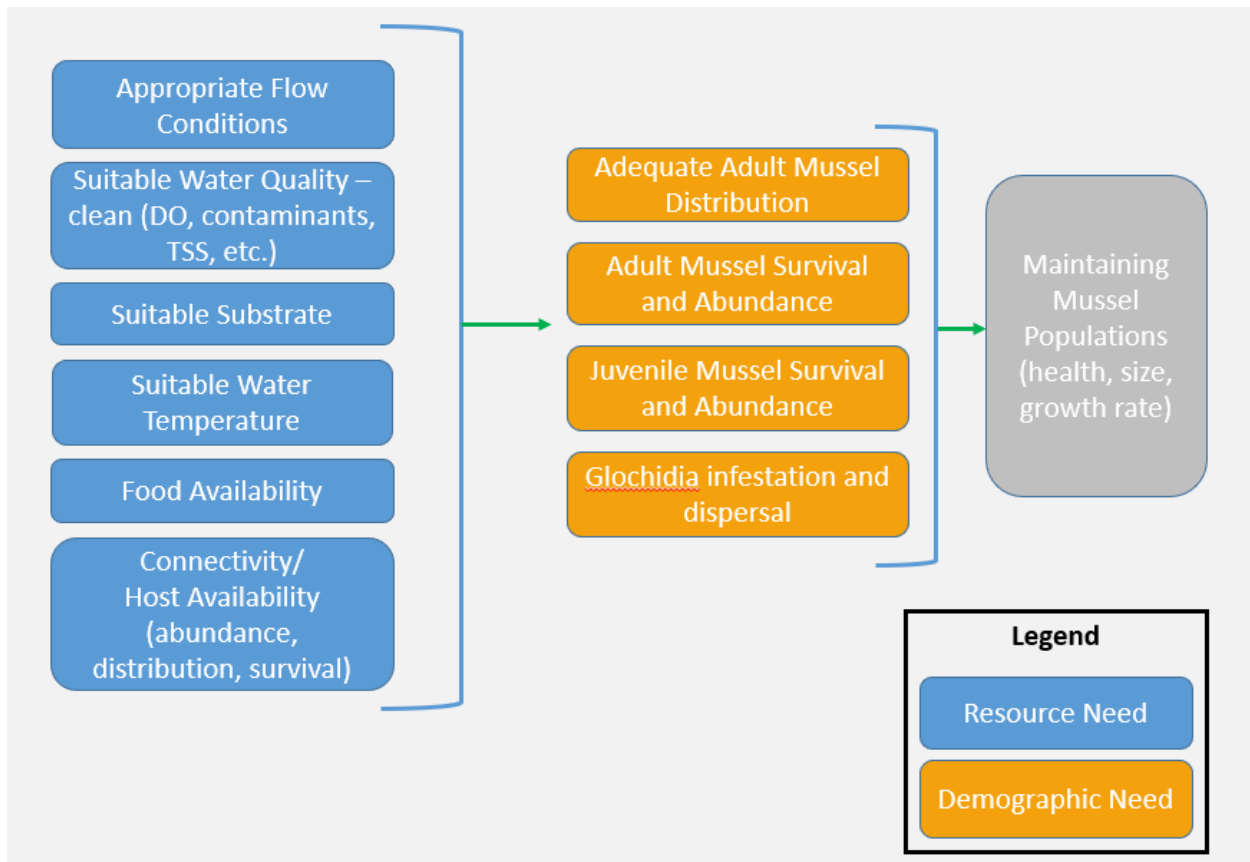 Appropriate Flow
Conditions
Suitable Water Quality –
clean (DO, contaminants,
TSS, etc.)
Suitable Substrate
Suitable Water
Temperature
Food Availability
Connectivity/
Host Availability
(abundance,
distribution, survival)
Adequate Adult Mussel
Distribution
Adult Mussel Survival
and Abundance
Juvenile Mussel Survival
and Abundance
Glochidia infestation and
dispersal
Maintaining
Mussel
Populations
(health, size,
growth rate)
Legend
Resource Need
Demographic Need